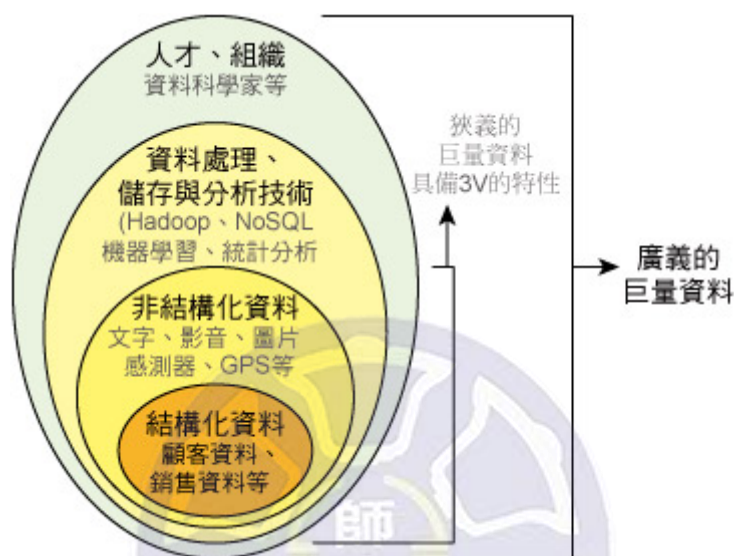 人才、組織
資料科學家等
資料處理、
儲存與分析技術
(Hadoop、NoSQL
機器學習、統計分析
非結構化資料
文字、影音、圖片
感測器、GPS等
結構化資料
顧客資料、
銷售資料等
狹義的
巨量資料
具備3V的特性
廣義的
巨量資料
師